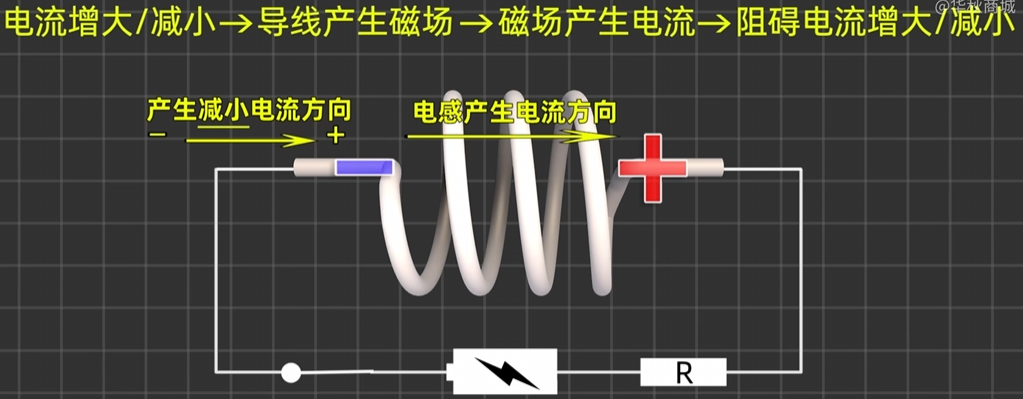 @华秋商城
电流增大/减小→导线产生磁场→磁场产生电流→阻碍电流增大/减小
产生减小电流方向
电感产生电流方向
− +
R